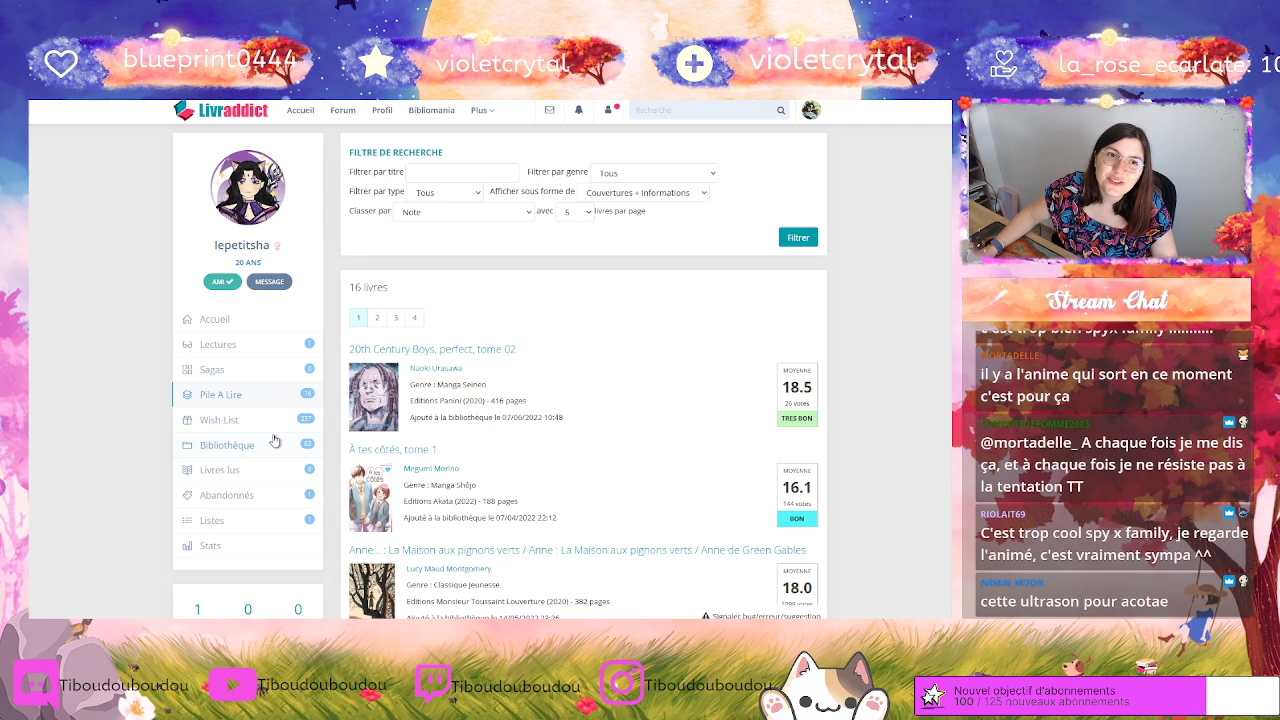 blueprint0444
violetcrytal
violetcrytal
la_rose_ecarlate: 10
Livraddict
Accueil
Forum
Profil
Bibliomania
Plus
Recherche
lepetitsha
20 ANS
AMI
MESSAGE
Accueil
Lectures
Sagas 0
Pile A Lire 16
Wish-List 237
Bibliothèque 63
Livres lus
Abandonnés
Listes
Stats
1 0 0
FILTRE DE RECHERCHE
Filtrer par titre
Filtrer par genre Tous
Filtrer par type Tous
Afficher sous forme de Couvertures + Informations
Classer par Note avec 5 livres par page
Filtrer
16 livres
1 2 3 4
20th Century Boys, perfect, tome 02
Naoki Urasawa
Genre : Manga Seinen
Editions Panini (2020) - 416 pages
Ajouté à la bibliothèque le 07/06/2022 10:48
MOYENNE
18.5
26 votes
TRES BON
À tes côtés, tome 1
Megumi Morino
Genre : Manga Shôjo
Editions Akata (2022) - 188 pages
Ajouté à la bibliothèque le 07/04/2022 22:12
MOYENNE
16.1
144 votes
BON
Anne... : La Maison aux pignons verts / Anne : La Maison aux pignons verts / Anne de Green Gables
Lucy Maud Montgomery
Genre : Classique Jeunesse
Editions Monsieur Toussaint Louverture (2020) - 382 pages
MOYENNE
18.0
Signaler bug/erreur/suggestion
Stream Chat
c'est trop bien spyx family
MORTADELLE_
il y a l'anime qui sort en ce moment
c'est pour ça
@mortadelle_ A chaque fois je me dis
ça, et à chaque fois je ne résiste pas à
la tentation TT
RIOLAIT69
C'est trop cool spy x family, je regarde
l'animé, c'est vraiment sympa ^^
cette ultrason pour acotae
Tiboudouboudou
Tiboudouboudou
Tiboudouboudou
Tiboudouboudou
Nouvel objectif d'abonnements
100 / 125 nouveaux abonnements